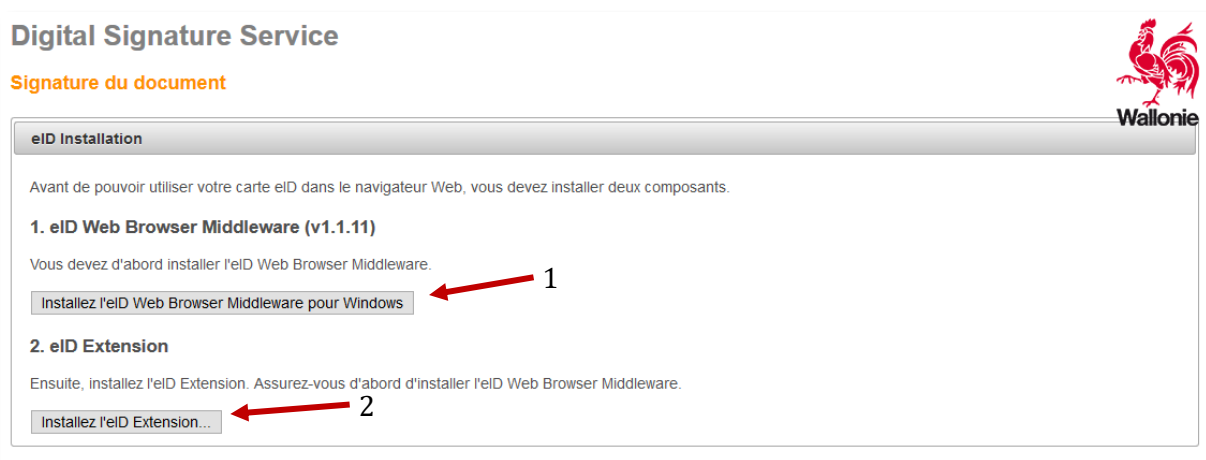 Digital Signature Service
Signature du document
Wallonie
eID Installation
Avant de pouvoir utiliser votre carte eID dans le navigateur Web, vous devez installer deux composants.
1. eID Web Browser Middleware (v1.1.11)
Vous devez d'abord installer l'eID Web Browser Middleware.
1
Installez l'eID Web Browser Middleware pour Windows
2. eID Extension
Ensuite, installez l'eID Extension. Assurez-vous d'abord d'installer l'eID Web Browser Middleware.
2
Installez l'eID Extension...